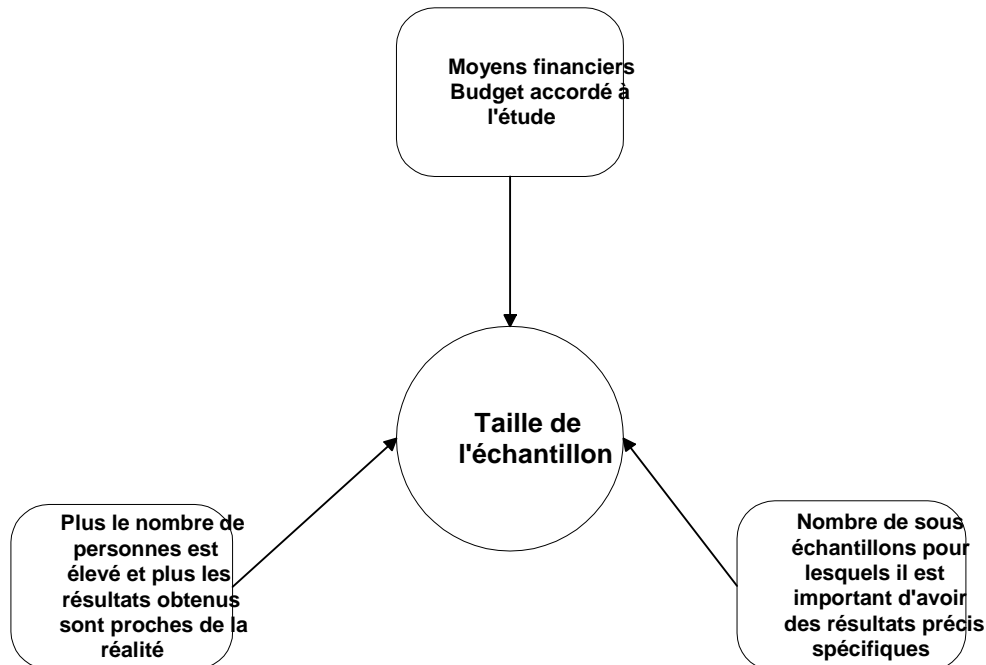 Moyens financiers
Budget accordé à
l'étude
Taille de
l'échantillon
Plus le nombre de
personnes est
élevé et plus les
résultats obtenus
sont proches de la
réalité
Nombre de sous
échantillons pour
lesquels il est
important d'avoir
des résultats précis
spécifiques